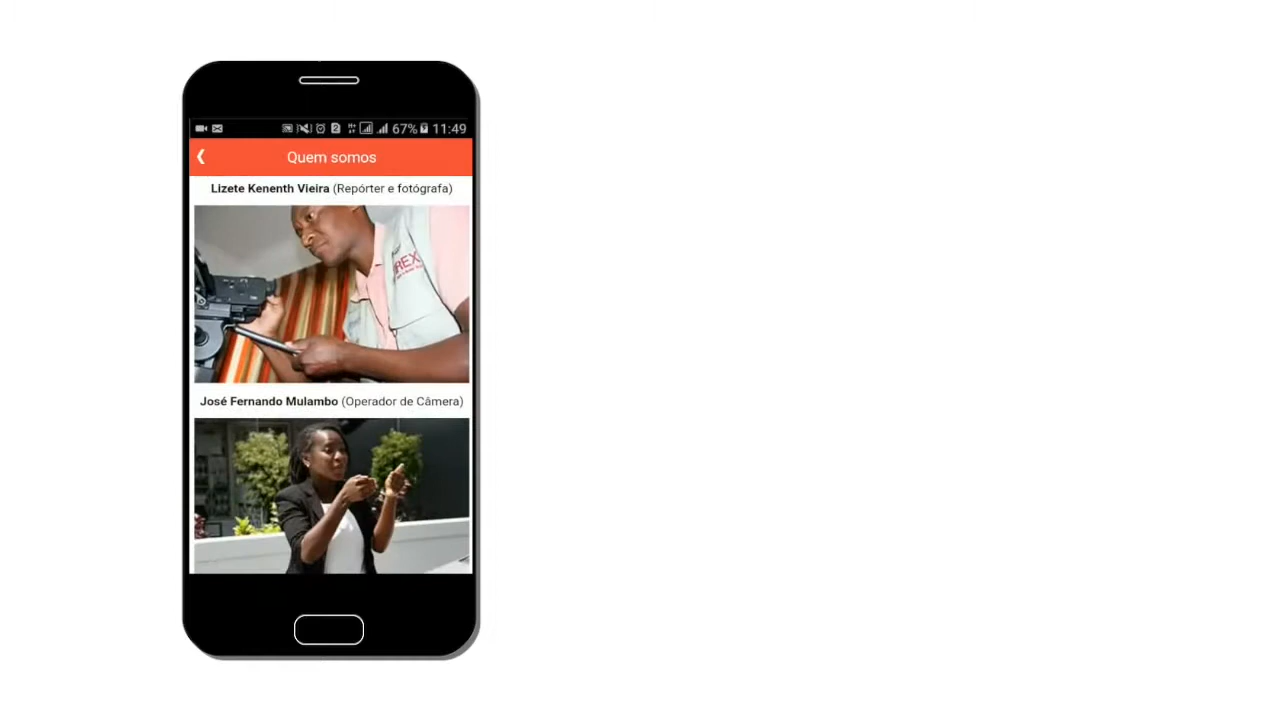 67% 11:49
Quem somos
Lizete Kenenth Vieira (Repórter e fotógrafa)
REX
José Fernando Mulambo (Operador de Câmera)